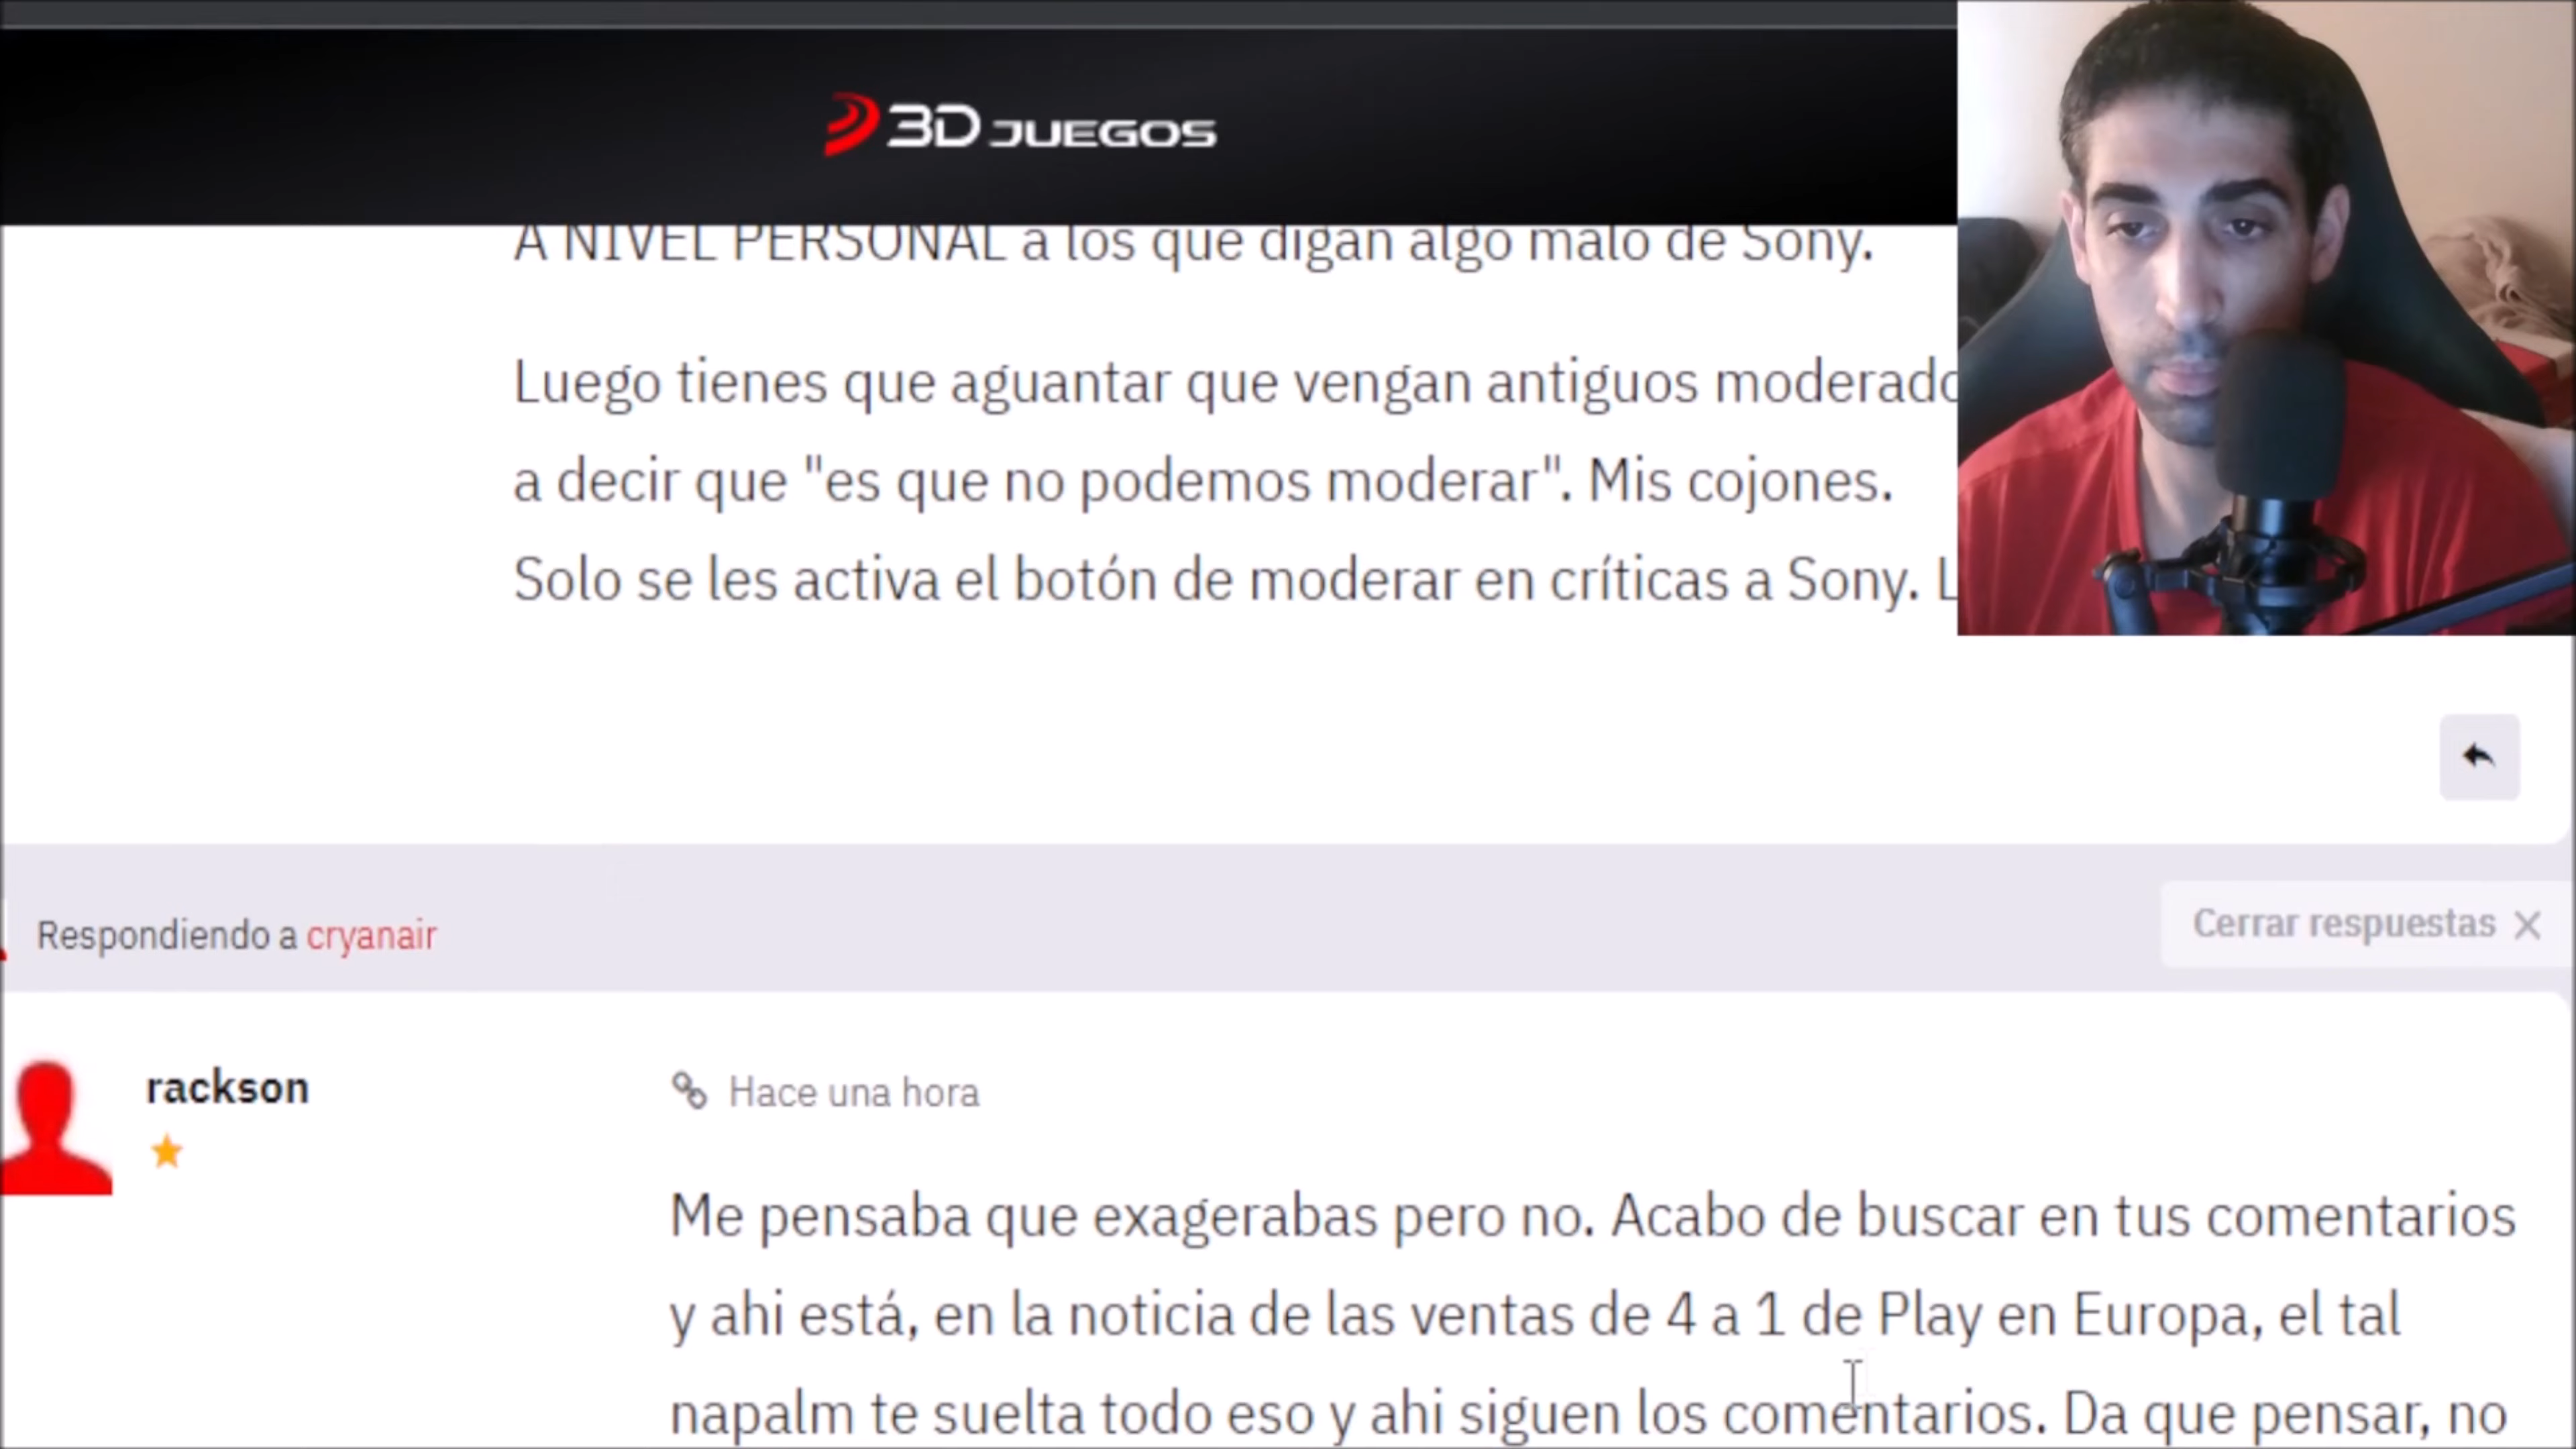 3D JUEGOS
A NIVEL PERSONAL a los que digan algo malo de Sony.
Luego tienes que aguantar que vengan antiguos
a decir que "es que no podemos moderar". Mis cojones.
Solo se les activa el botón de moderar en críticas a Sony.
Respondiendo a cryanair
Cerrar respuestas
rackson
Hace una hora
Me pensaba que exagerabas pero no. Acabo de buscar en tus comentarios
y ahi está, en la noticia de las ventas de 4 a 1 de Play en Europa, el tal
napalm te suelta todo eso y ahi siguen los comentarios. Da que pensar, no